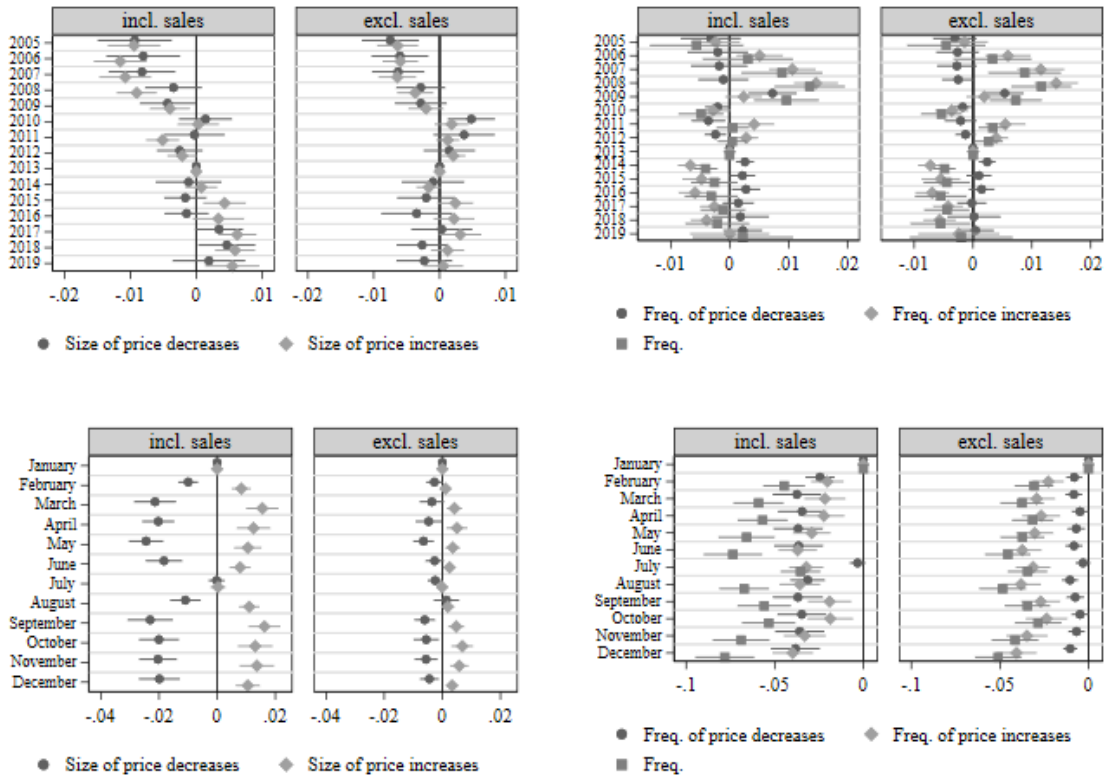 incl. sales
excl. sales
2005
2006
2007
2008
2009
2010
2011
2012
2013
2014
2015
2016
2017
2018
2019
-.02 -.01 0 .01
-.02 -.01 0 .01
Size of price decreases
Size of price increases
incl. sales
excl. sales
2005
2006
2007
2008
2009
2010
2011
2012
2013
2014
2015
2016
2017
2018
2019
-.01 0 .01 .02
-.01 0 .01 .02
Freq. of price decreases
Freq. of price increases
Freq.
incl. sales
excl. sales
January
February
March
April
May
June
July
August
September
October
November
December
-.04 -.02 0 .02
-.04 -.02 0 .02
Size of price decreases
Size of price increases
incl. sales
excl. sales
January
February
March
April
May
June
July
August
September
October
November
December
-.1 -.05 0
-.1 -.05 0
Freq. of price decreases
Freq. of price increases
Freq.